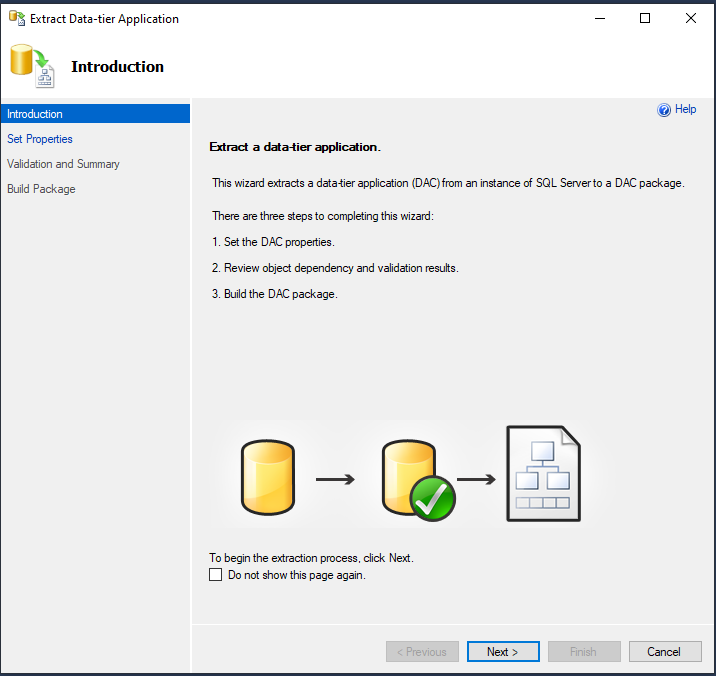 Extract Data-tier Application
Introduction
Introduction
Set Properties
Validation and Summary
Build Package
Help
Extract a data-tier application.
This wizard extracts a data-tier application (DAC) from an instance of SQL Server to a DAC package.
There are three steps to completing this wizard:
1. Set the DAC properties.
2. Review object dependency and validation results.
3. Build the DAC package.
To begin the extraction process, click Next.
Do not show this page again.
< Previous
Next >
Finish
Cancel